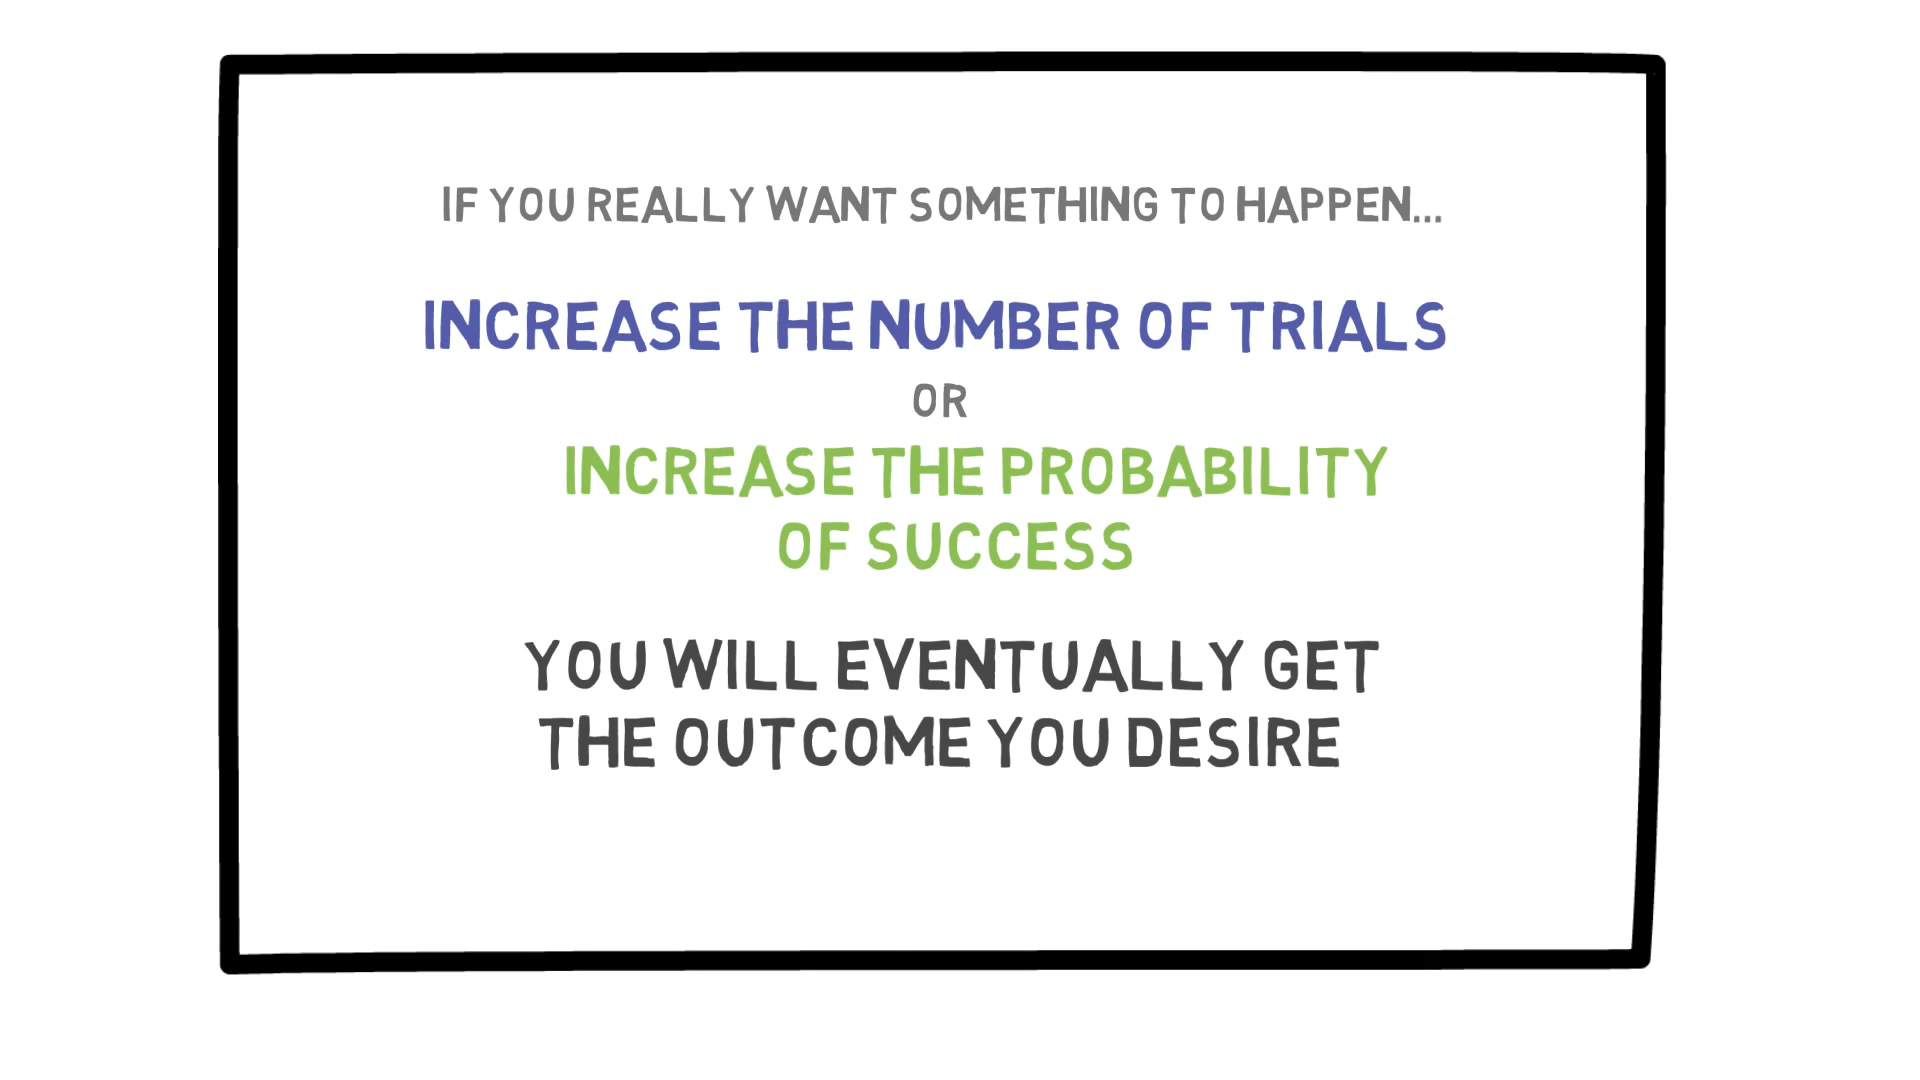 IF YOU REALLY WANT SOMETHING TO HAPPEN...
INCREASE THE NUMBER OF TRIALS
OR
INCREASE THE PROBABILITY
OF SUCCESS
YOU WILL EVENTUALLY GET
THE OUTCOME YOU DESIRE